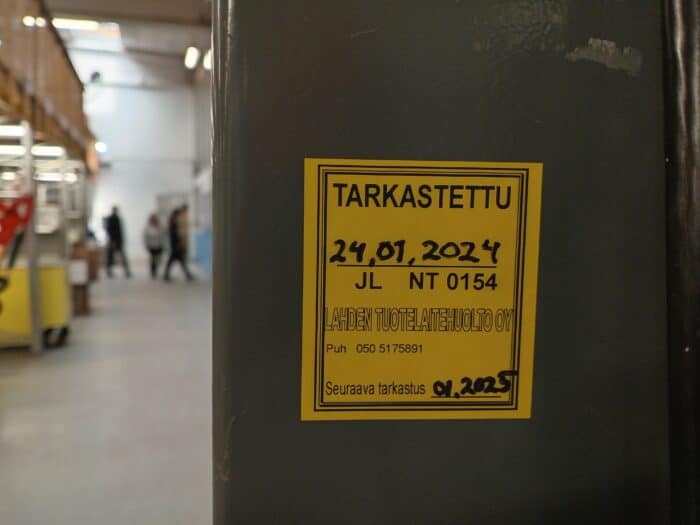 TARKASTETTU
24.01.2024
JL NT 0154
LAHDEN TUOTELAITEHUOLTO OY
Puh 050 5175891
Seuraava tarkastus 01.2025